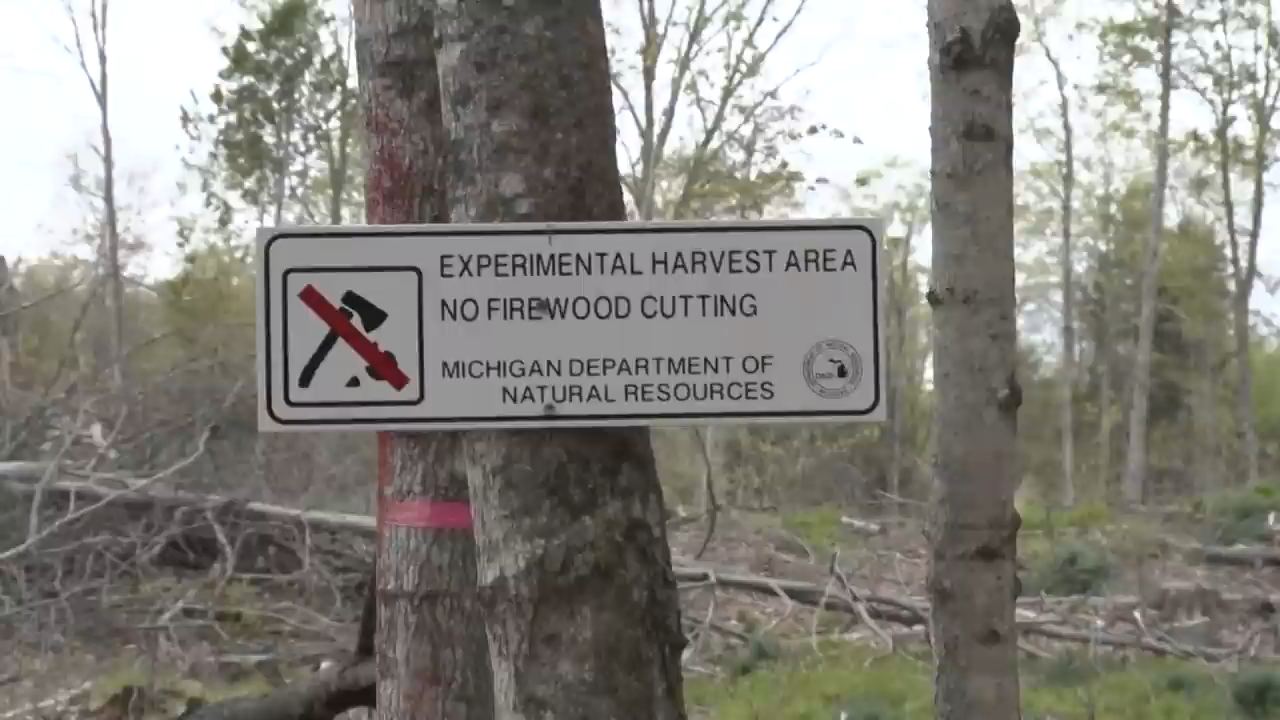 EXPERIMENTAL HARVEST AREA
NO FIREWOOD CUTTING
MICHIGAN DEPARTMENT OF
NATURAL RESOURCES